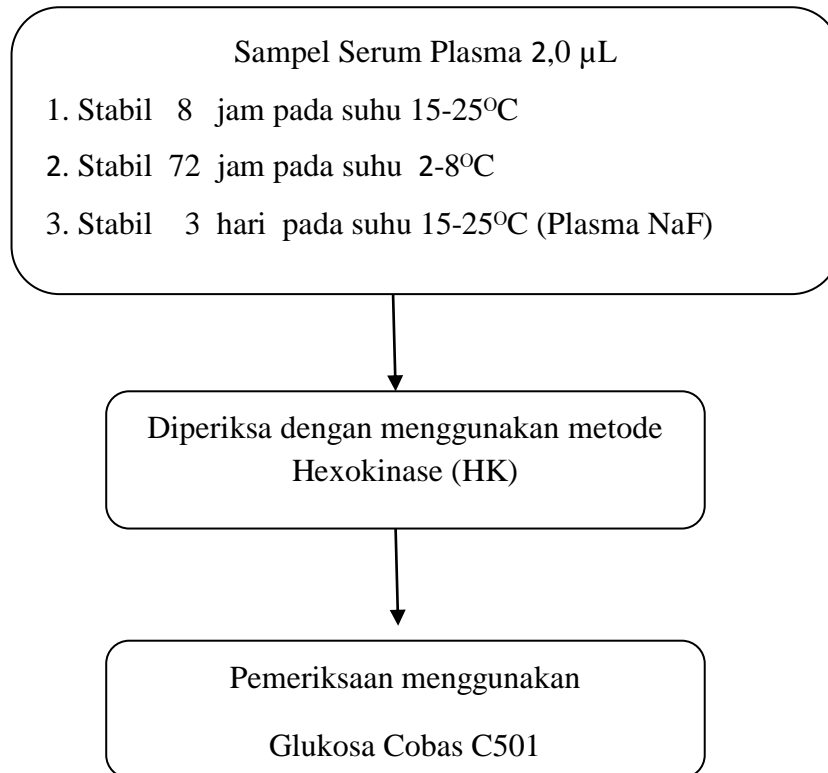 Sampel Serum Plasma 2,0 µL
1. Stabil 8 jam pada suhu 15-25ᴼC
2. Stabil 72 jam pada suhu 2-8ᴼC
3. Stabil 3 hari pada suhu 15-25ᴼC (Plasma NaF)
Diperiksa dengan menggunakan metode
Hexokinase (HK)
Pemeriksaan menggunakan
Glukosa Cobas C501